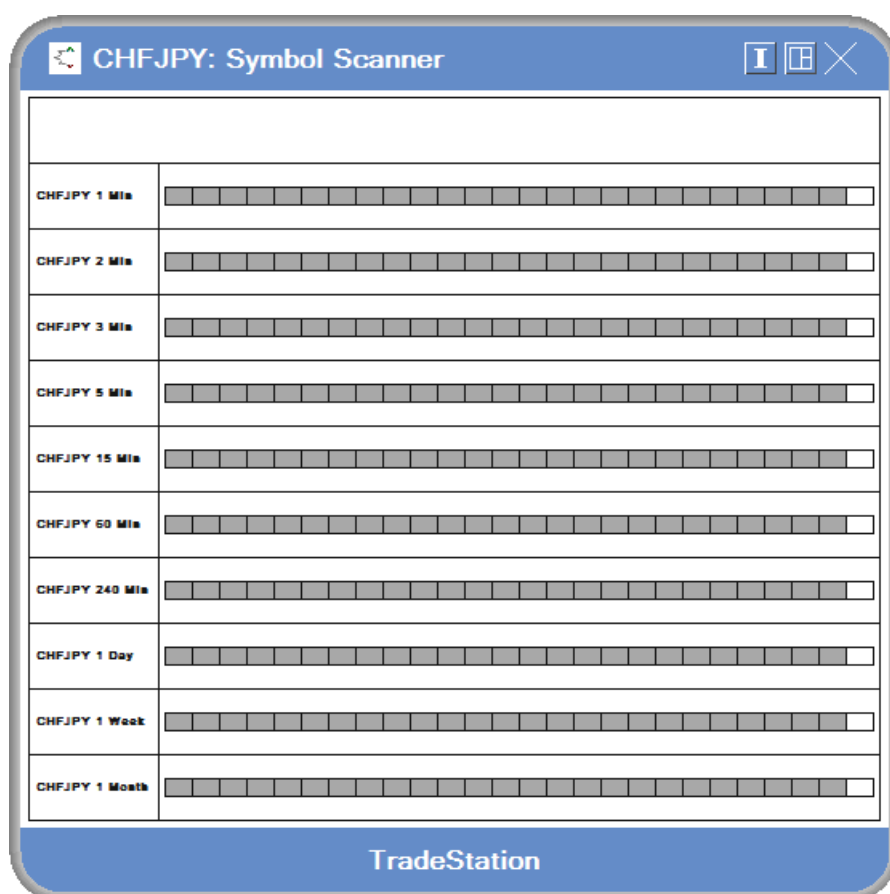 CHFJPY: Symbol Scanner
CHFJPY 1 Min
CHFJPY 2 Min
CHFJPY 3 Min
CHFJPY 5 Min
CHFJPY 15 Min
CHFJPY 60 Min
CHFJPY 240 Min
CHFJPY 1 Day
CHFJPY 1 Week
CHFJPY 1 Month
TradeStation